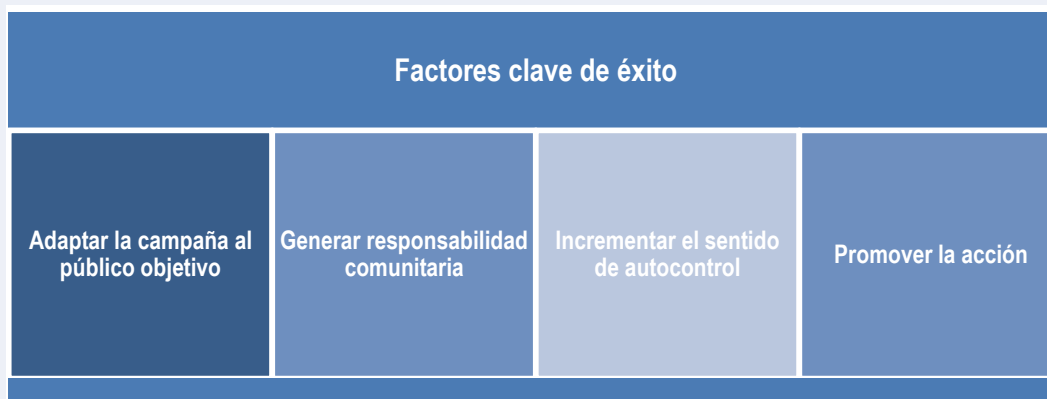 Factores clave de éxito
Adaptar la campaña al
público objetivo
Generar responsabilidad
comunitaria
Incrementar el sentido
de autocontrol
Promover la acción